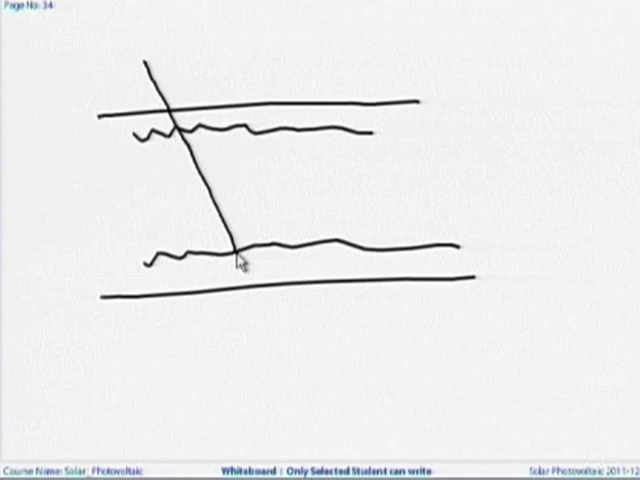 Page No: 34
Course Name: Solar_Photovoltaic
Whiteboard : Only Selected Student can write
Solar Photovoltaic 2011-12